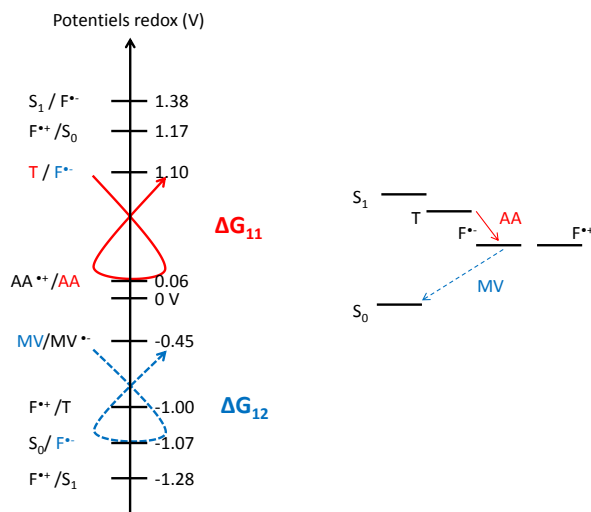 Potentiels redox (V)
S₁ / F•⁻ 1.38
F•⁺ /S₀ 1.17
T / F•⁻ 1.10
ΔG₁₁
AA •⁺/AA 0.06
0 V
MV/MV •⁻ -0.45
F•⁺ /T -1.00
ΔG₁₂
S₀/ F•⁻ -1.07
F•⁺ /S₁ -1.28
S₁
T
AA
F•⁻
F•⁺
MV
S₀